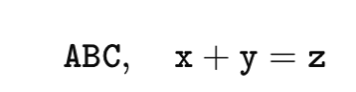 ABC, x + y = z